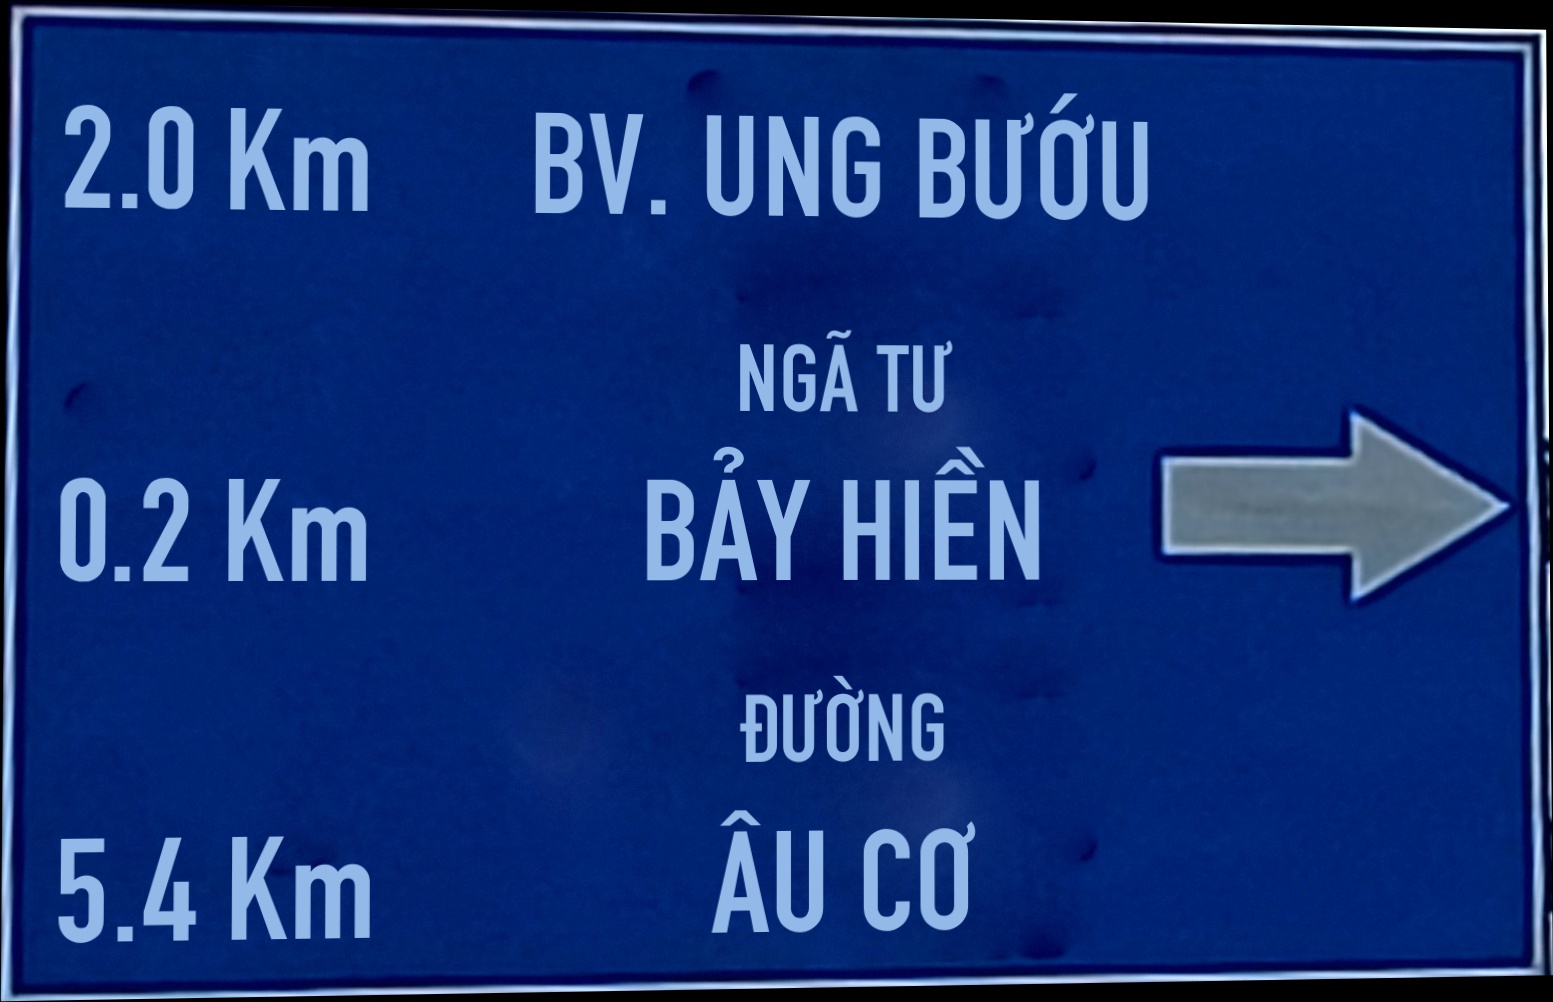 2.0 Km BV. UNG BƯỚU
NGÃ TƯ
0.2 Km BẢY HIỀN
ĐƯỜNG
5.4 Km ÂU CƠ